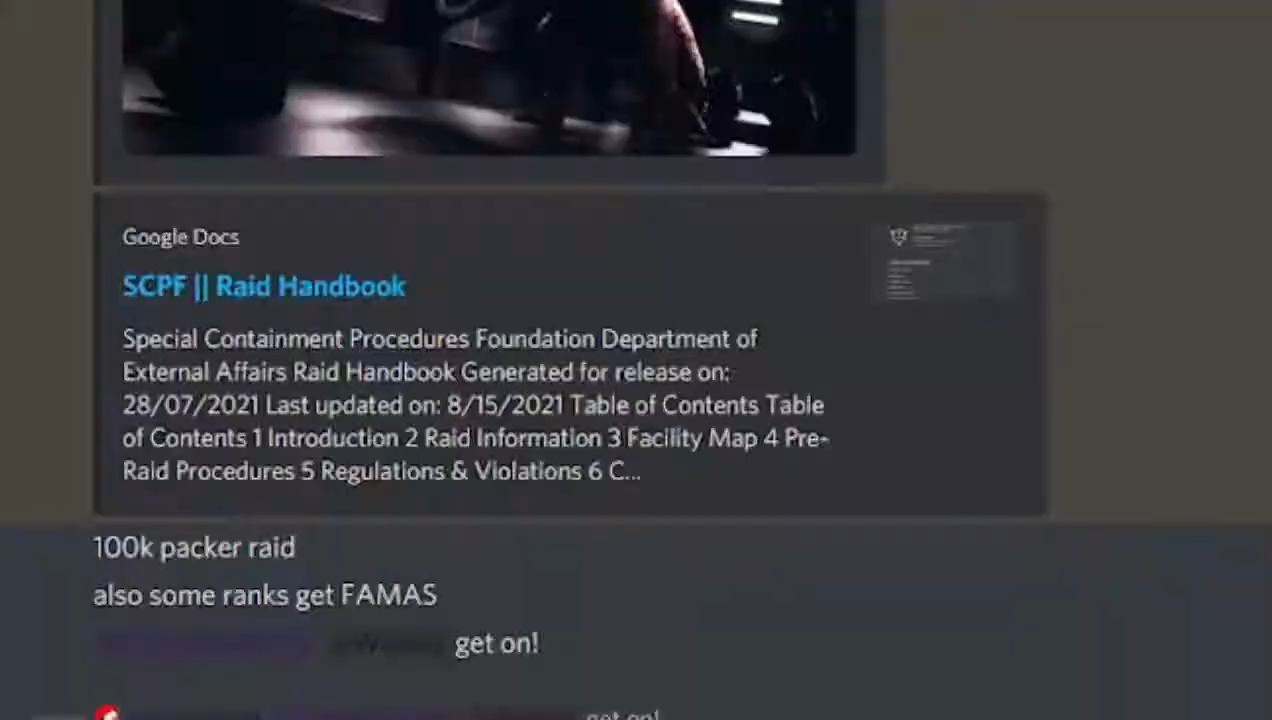 Google Docs
SCPF || Raid Handbook
Special Containment Procedures Foundation Department of
External Affairs Raid Handbook Generated for release on:
28/07/2021 Last updated on: 8/15/2021 Table of Contents Table
of Contents 1 Introduction 2 Raid Information 3 Facility Map 4 Pre-
Raid Procedures 5 Regulations & Violations 6 C...
100k packer raid
also some ranks get FAMAS
get on!
get on!